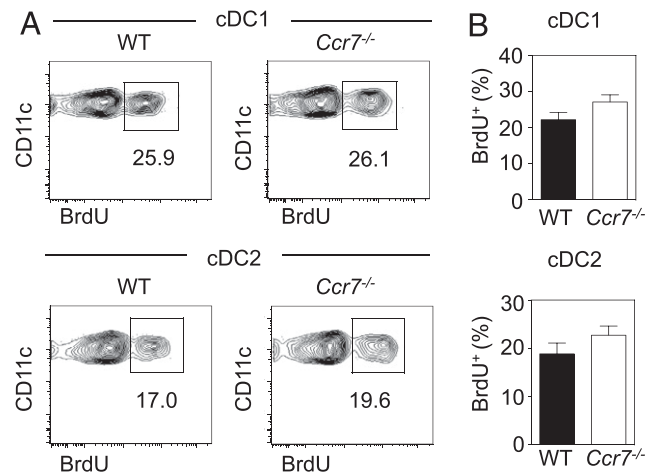 A
cDC1
WT
Ccr7-/-
CD11c
25.9
BrdU
CD11c
26.1
BrdU
cDC2
WT
Ccr7-/-
CD11c
17.0
BrdU
CD11c
19.6
BrdU
B
cDC1
BrdU+ (%)
40
30
20
10
0
WT Ccr7-/-
cDC2
BrdU+ (%)
30
20
10
0
WT Ccr7-/-